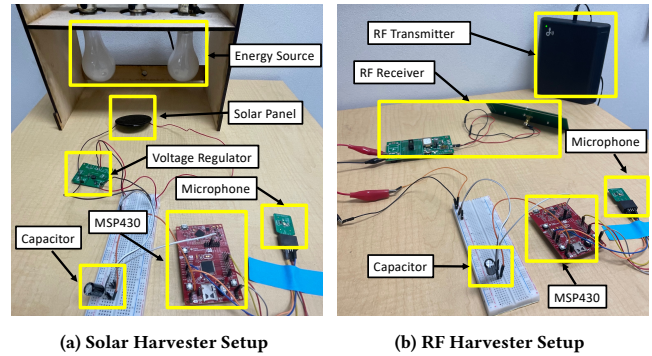 Energy Source
Solar Panel
Voltage Regulator
Microphone
MSP430
Capacitor
(a) Solar Harvester Setup
RF Transmitter
RF Receiver
Microphone
Capacitor
MSP430
(b) RF Harvester Setup